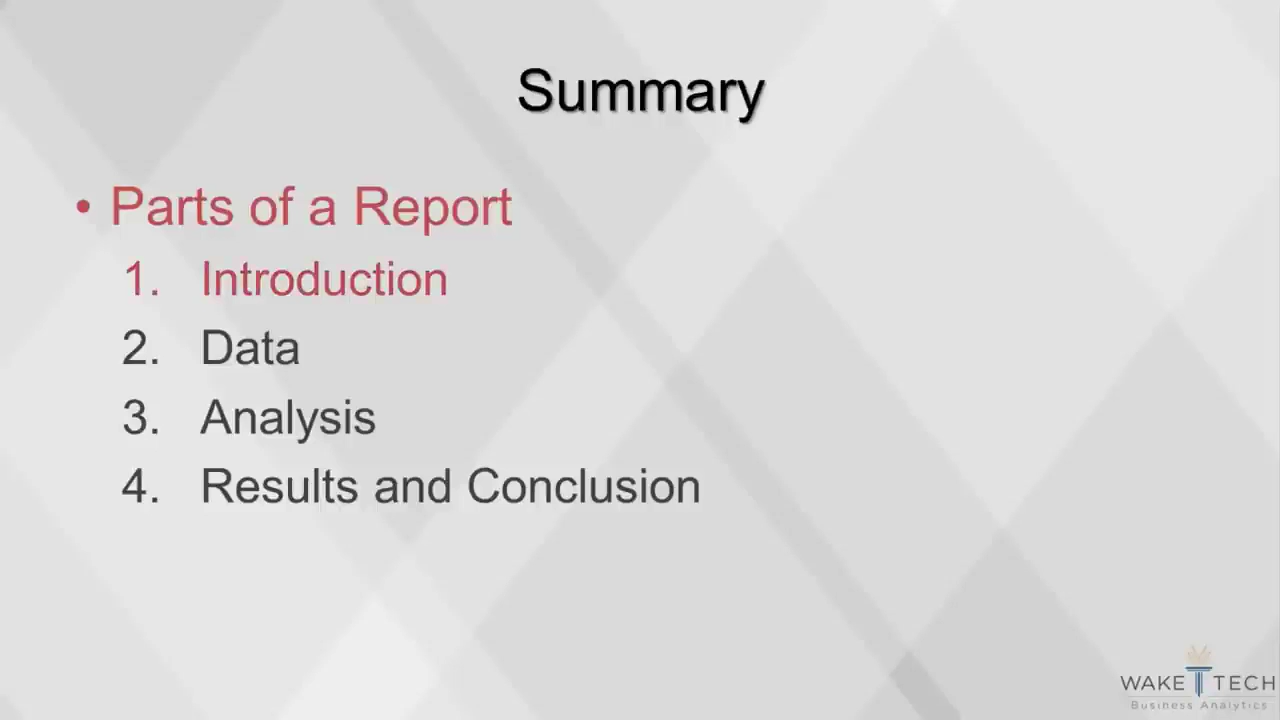 Summary
• Parts of a Report
1. Introduction
2. Data
3. Analysis
4. Results and Conclusion
WAKE TECH
Business Analytics